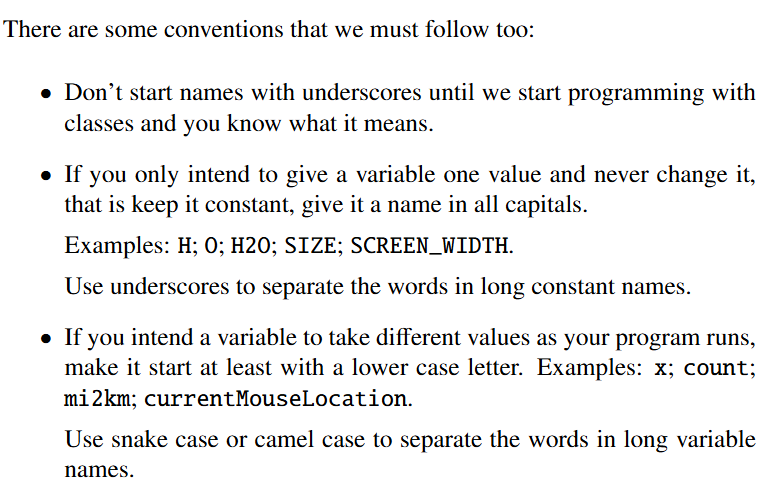 There are some conventions that we must follow too:
• Don’t start names with underscores until we start programming with
classes and you know what it means.
• If you only intend to give a variable one value and never change it,
that is keep it constant, give it a name in all capitals.
Examples: H; O; H2O; SIZE; SCREEN_WIDTH.
Use underscores to separate the words in long constant names.
• If you intend a variable to take different values as your program runs,
make it start at least with a lower case letter. Examples: x; count;
mi2km; currentMouseLocation.
Use snake case or camel case to separate the words in long variable
names.